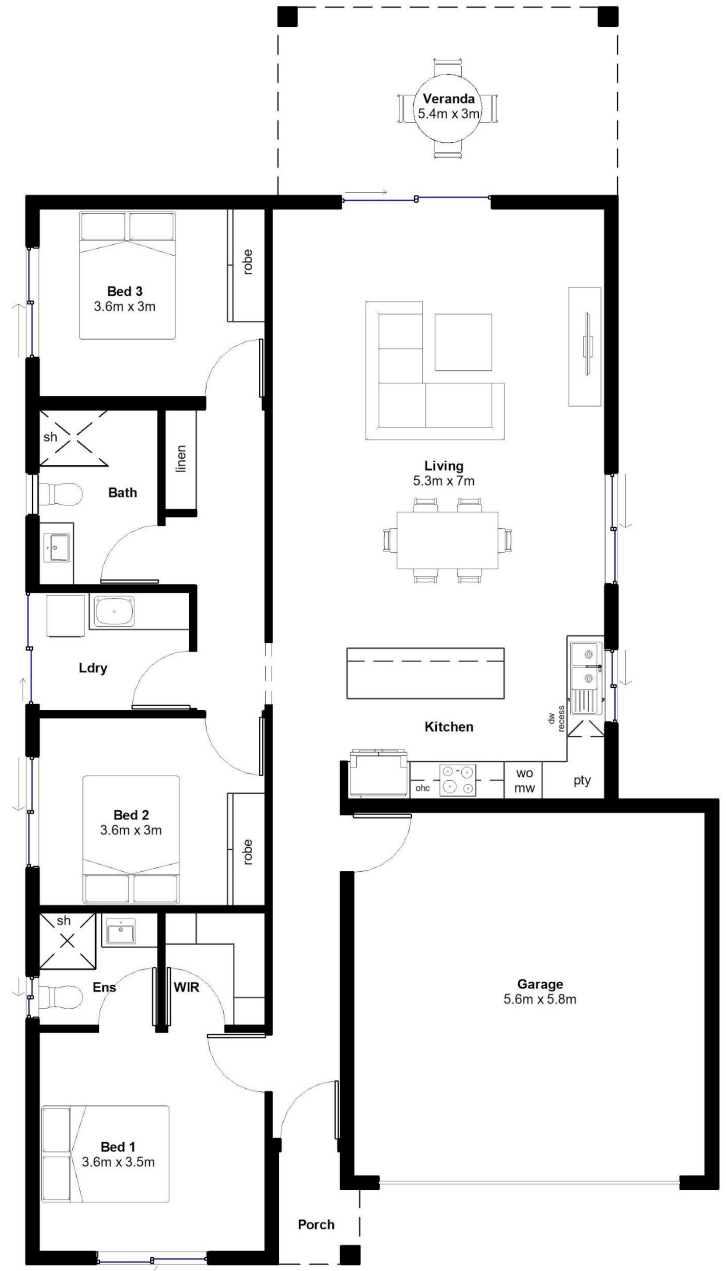 Veranda
5.4m x 3m
Bed 3
3.6m x 3m
robe
sh
Bath
linen
Living
5.3m x 7m
Ldry
Kitchen
dw
recess
ohc
wo
mw
pty
Bed 2
3.6m x 3m
robe
sh
Ens
WIR
Garage
5.6m x 5.8m
Bed 1
3.6m x 3.5m
Porch